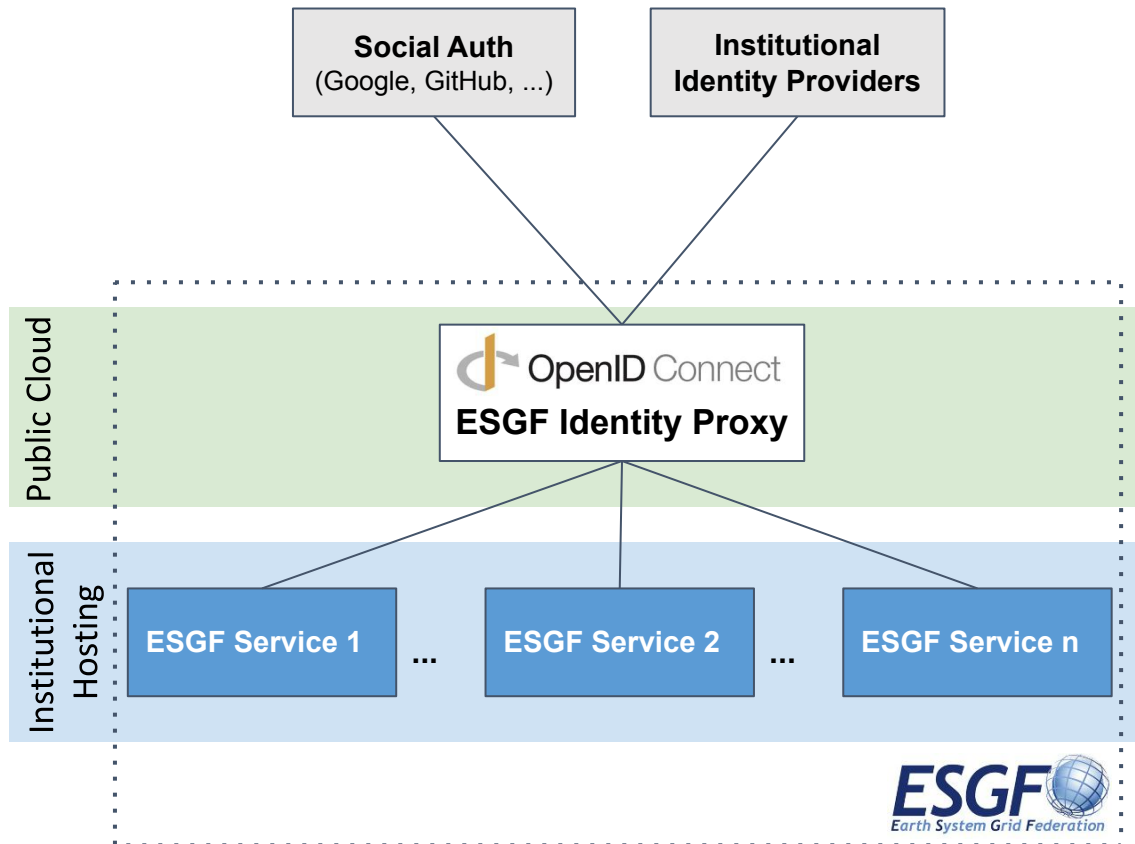 Social Auth
(Google, GitHub, ...)
Institutional
Identity Providers
Public Cloud
OpenID Connect
ESGF Identity Proxy
Institutional
Hosting
ESGF Service 1
...
ESGF Service 2
...
ESGF Service n
ESGF
Earth System Grid Federation